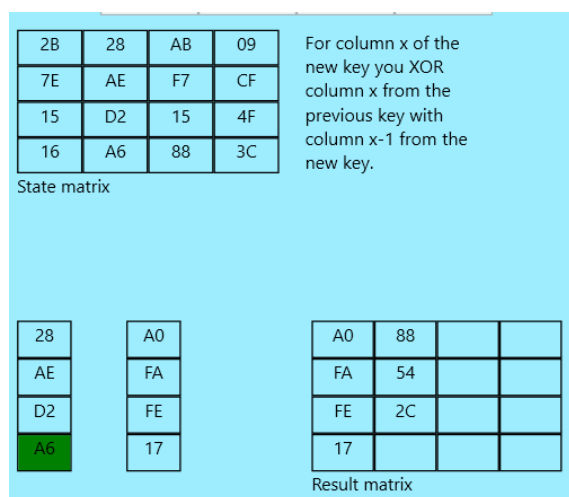 2B 28 AB 09
7E AE F7 CF
15 D2 15 4F
16 A6 88 3C
State matrix
For column x of the
new key you XOR
column x from the
previous key with
column x-1 from the
new key.
28 A0 A0 88
AE FA FA 54
D2 FE FE 2C
A6 17 17
Result matrix